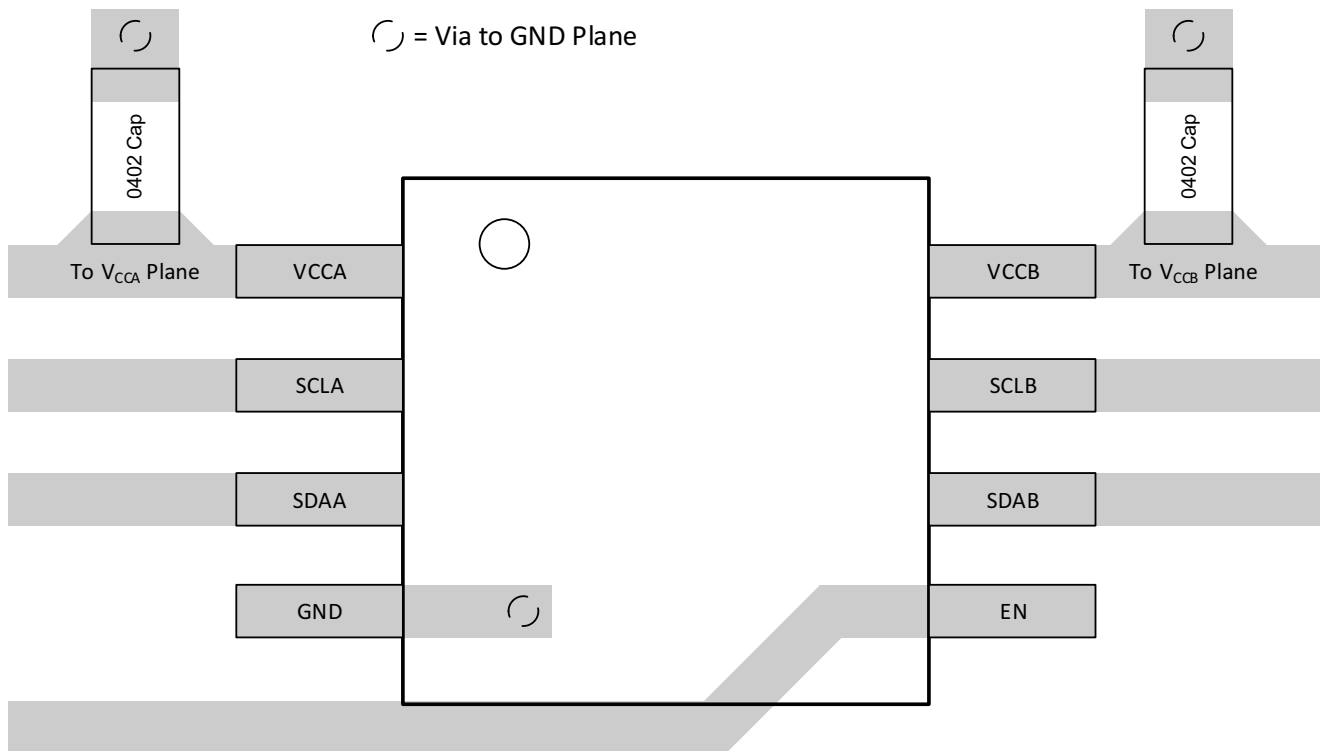 = Via to GND Plane
0402 Cap
0402 Cap
To VCCA Plane
VCCA
VCCB
To VCCB Plane
SCLA
SCLB
SDAA
SDAB
GND
EN